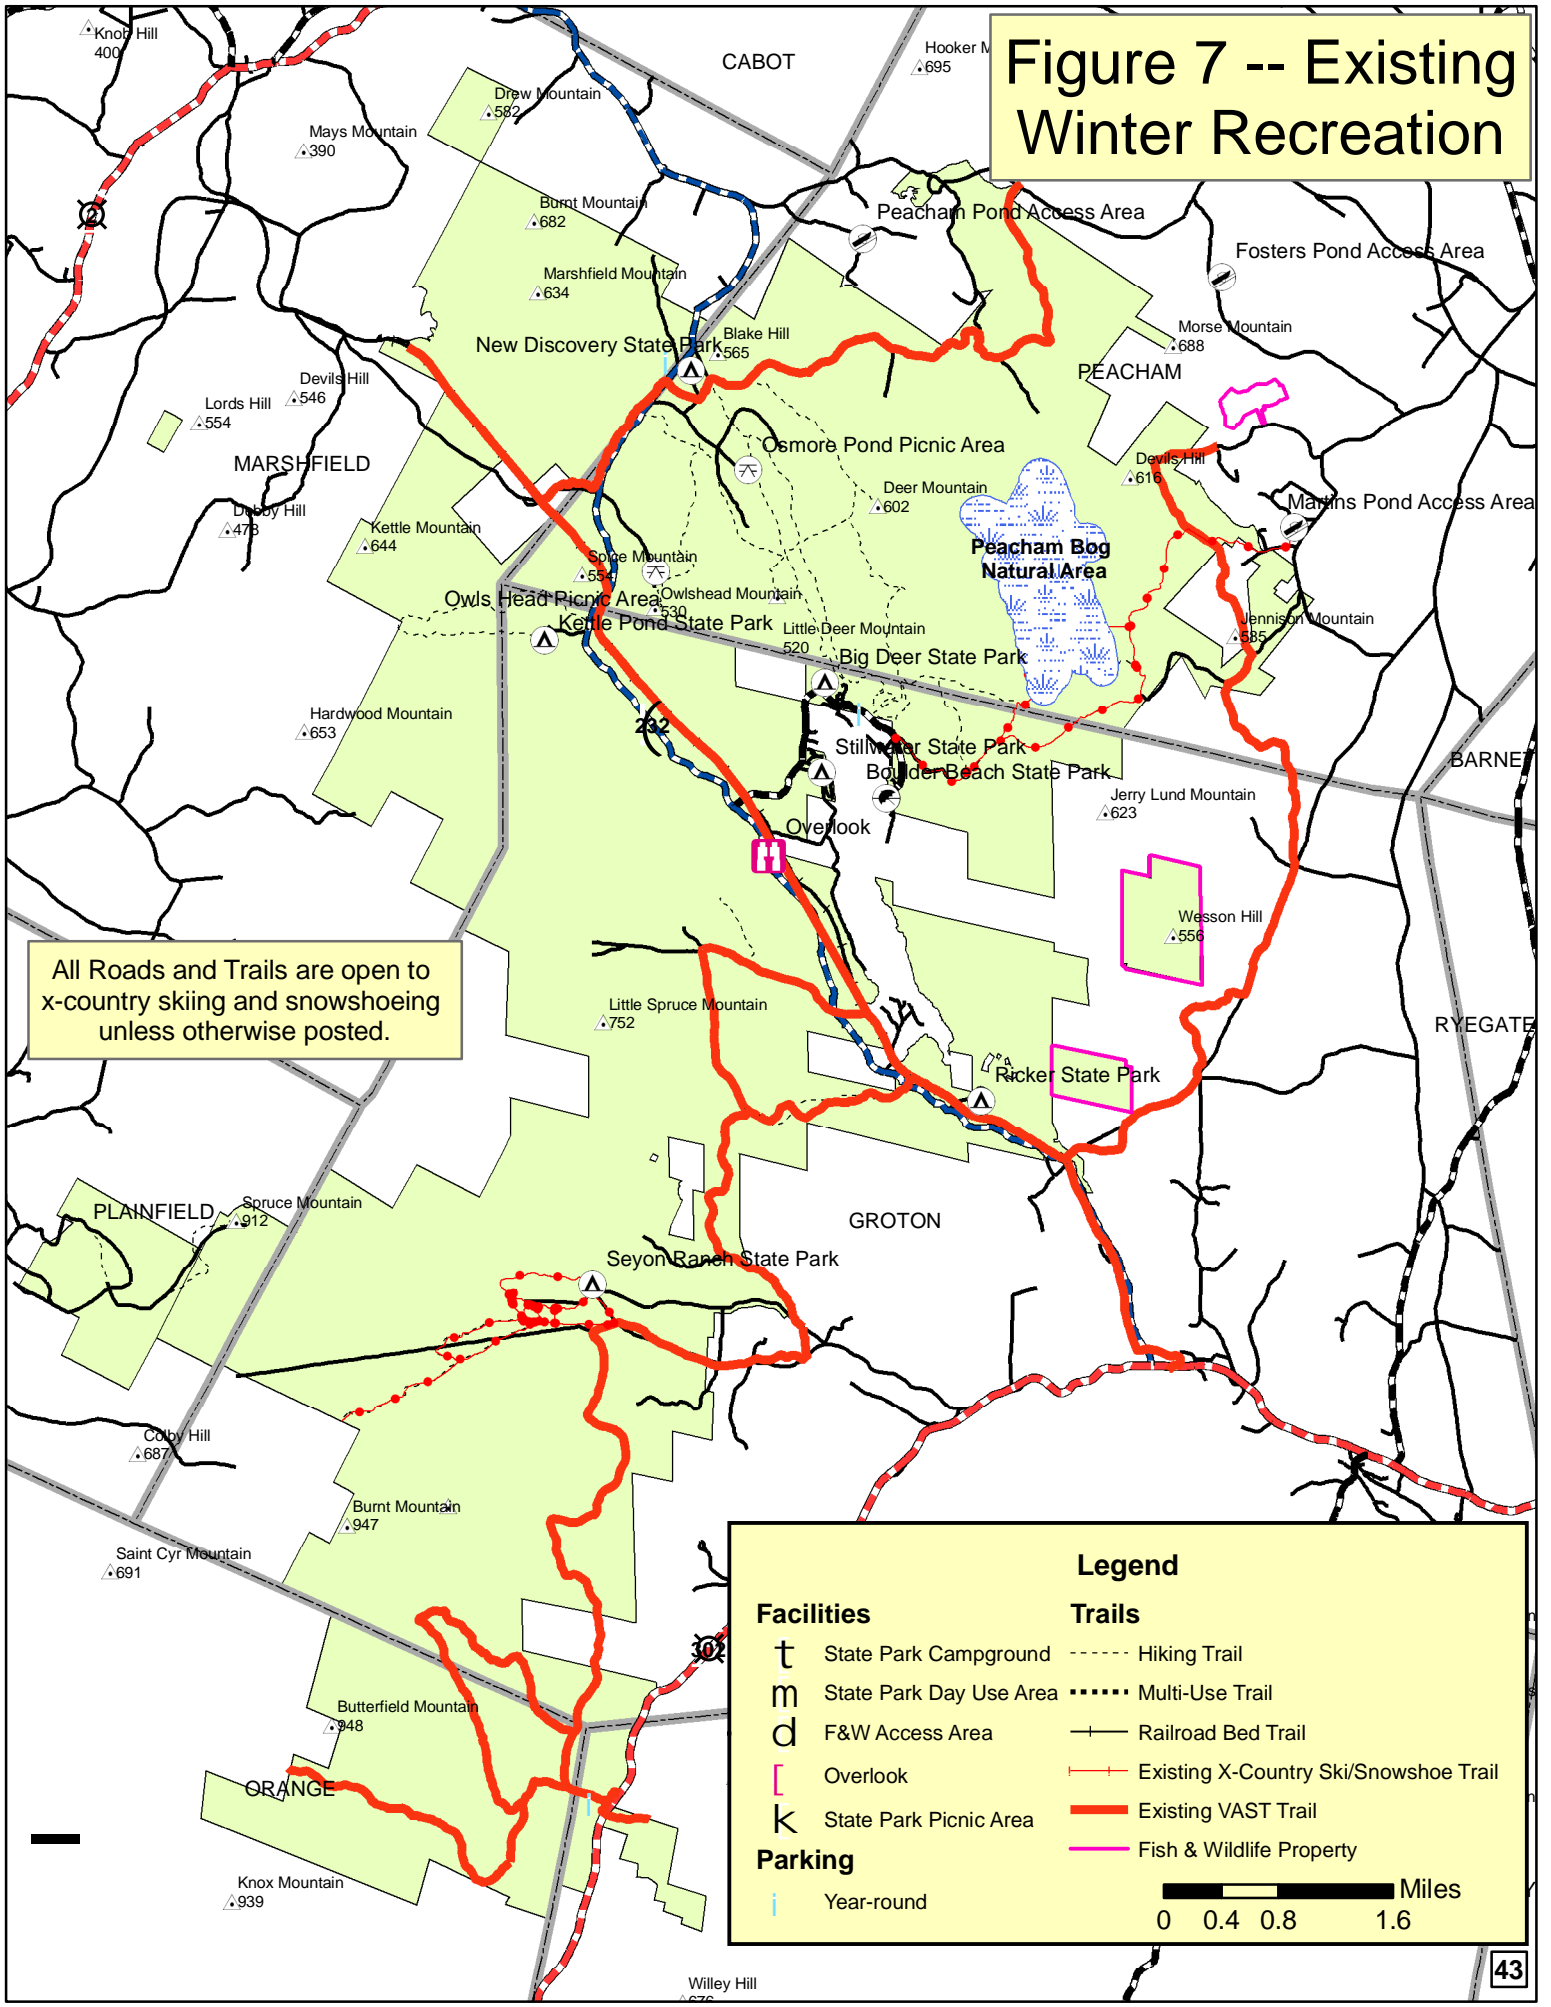 Figure 7 -- Existing
Winter Recreation
Knob Hill
400
CABOT
Hooker M
695
Drew Mountain
582
Mays Mountain
390
2
Burnt Mountain
682
Peacham Pond Access Area
Fosters Pond Access Area
Marshfield Mountain
634
New Discovery State Park
Blake Hill
565
Morse Mountain
688
PEACHAM
Devils Hill
546
Lords Hill
554
MARSHFIELD
Osmore Pond Picnic Area
Devils Hill
616
Deer Mountain
602
Martins Pond Access Area
Debby Hill
473
Kettle Mountain
644
Peacham Bog
Natural Area
Spice Mountain
554
Owls Head Picnic Area
Owlshead Mountain
530
Kettle Pond State Park
Little Deer Mountain
520
Jennison Mountain
585
Big Deer State Park
Hardwood Mountain
653
232
Stillwater State Park
Boulder Beach State Park
BARNET
Jerry Lund Mountain
623
Overlook
Wesson Hill
556
All Roads and Trails are open to
x-country skiing and snowshoeing
unless otherwise posted.
Little Spruce Mountain
752
RYEGATE
Ricker State Park
PLAINFIELD
Spruce Mountain
912
GROTON
Seyon Ranch State Park
Colby Hill
687
Burnt Mountain
947
Saint Cyr Mountain
691
302
Butterfield Mountain
948
ORANGE
Knox Mountain
939
Willey Hill
676
Legend
Facilities
t State Park Campground
m State Park Day Use Area
d F&W Access Area
[ Overlook
k State Park Picnic Area
Parking
i Year-round
Trails
Hiking Trail
Multi-Use Trail
Railroad Bed Trail
Existing X-Country Ski/Snowshoe Trail
Existing VAST Trail
Fish & Wildlife Property
Miles
0 0.4 0.8 1.6
43